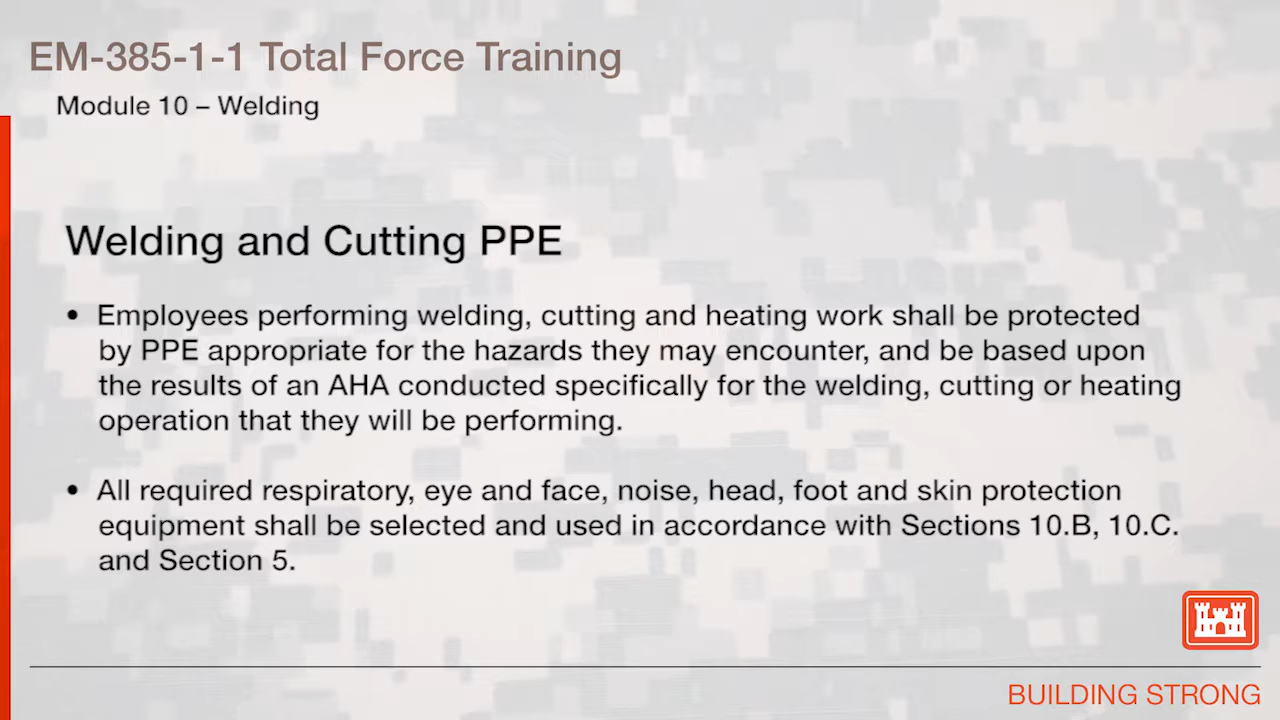 EM-385-1-1 Total Force Training
Module 10 – Welding
Welding and Cutting PPE
• Employees performing welding, cutting and heating work shall be protected
by PPE appropriate for the hazards they may encounter, and be based upon
the results of an AHA conducted specifically for the welding, cutting or heating
operation that they will be performing.
• All required respiratory, eye and face, noise, head, foot and skin protection
equipment shall be selected and used in accordance with Sections 10.B, 10.C.
and Section 5.
BUILDING STRONG